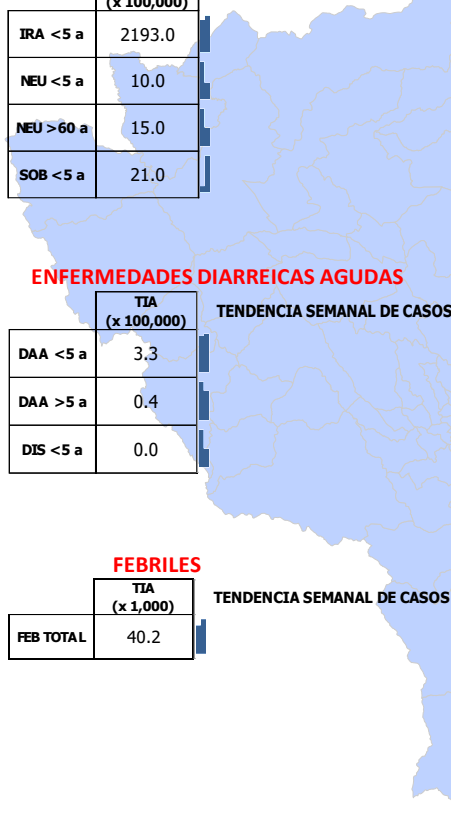 (x 100,000)
IRA <5 a 2193.0
NEU <5 a 10.0
NEU >60 a 15.0
SOB <5 a 21.0
ENFERMEDADES DIARREICAS AGUDAS
TIA
(x 100,000) TENDENCIA SEMANAL DE CASOS
DAA <5 a 3.3
DAA >5 a 0.4
DIS <5 a 0.0
FEBRILES
TIA
(x 1,000) TENDENCIA SEMANAL DE CASOS
FEB TOTAL 40.2